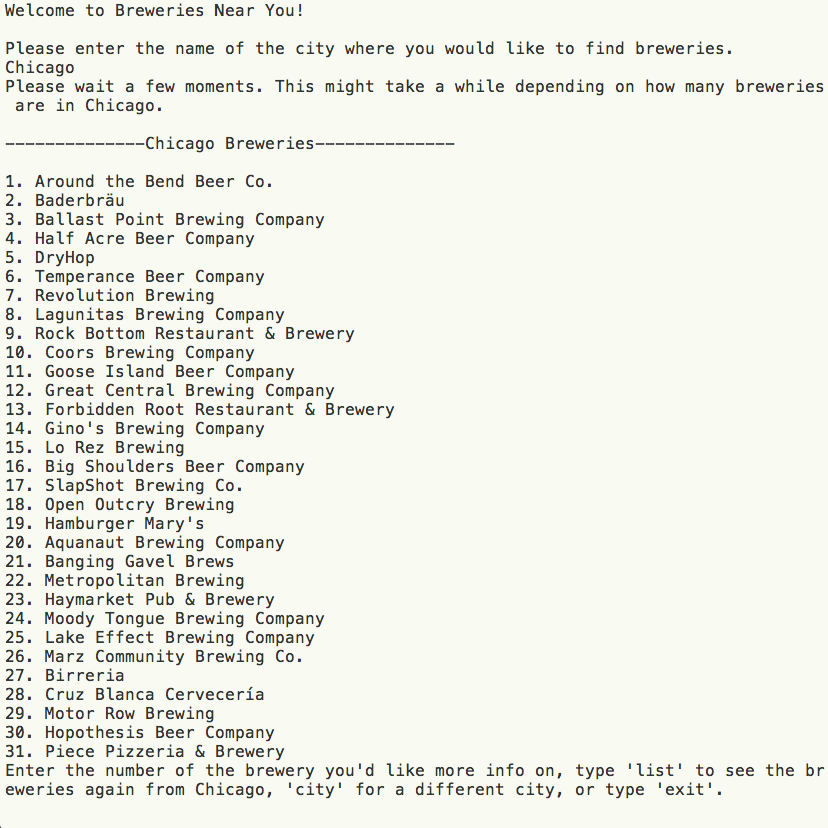 Welcome to Breweries Near You!
Please enter the name of the city where you would like to find breweries.
Chicago
Please wait a few moments. This might take a while depending on how many breweries
are in Chicago.
--------------Chicago Breweries--------------
1. Around the Bend Beer Co.
2. Baderbräu
3. Ballast Point Brewing Company
4. Half Acre Beer Company
5. DryHop
6. Temperance Beer Company
7. Revolution Brewing
8. Lagunitas Brewing Company
9. Rock Bottom Restaurant & Brewery
10. Coors Brewing Company
11. Goose Island Beer Company
12. Great Central Brewing Company
13. Forbidden Root Restaurant & Brewery
14. Gino's Brewing Company
15. Lo Rez Brewing
16. Big Shoulders Beer Company
17. SlapShot Brewing Co.
18. Open Outcry Brewing
19. Hamburger Mary's
20. Aquanaut Brewing Company
21. Banging Gavel Brews
22. Metropolitan Brewing
23. Haymarket Pub & Brewery
24. Moody Tongue Brewing Company
25. Lake Effect Brewing Company
26. Marz Community Brewing Co.
27. Birreria
28. Cruz Blanca Cervecería
29. Motor Row Brewing
30. Hopothesis Beer Company
31. Piece Pizzeria & Brewery
Enter the number of the brewery you'd like more info on, type 'list' to see the br
eweries again from Chicago, 'city' for a different city, or type 'exit'.